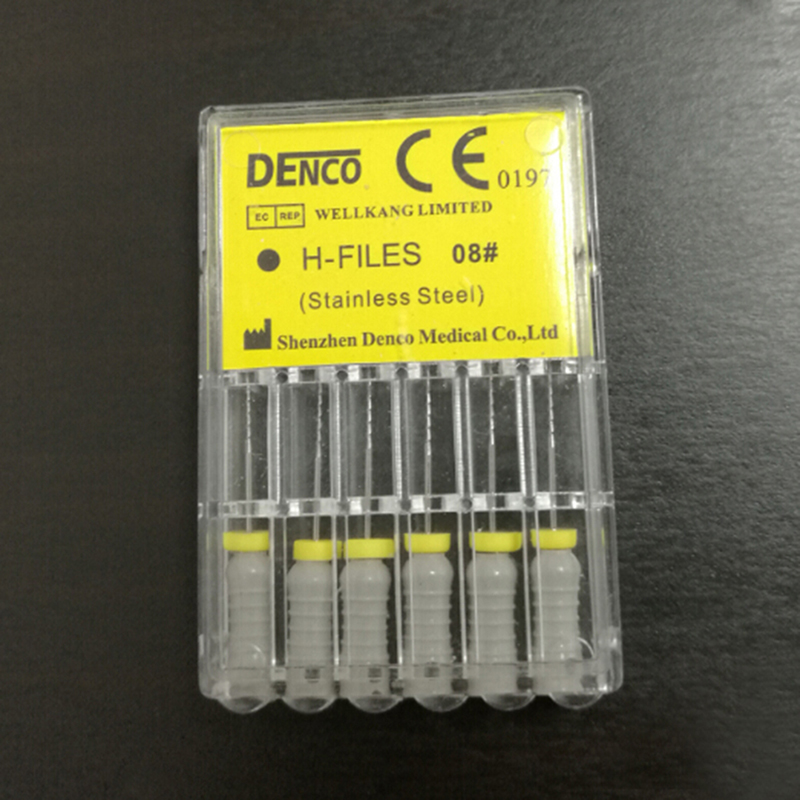 DENCO CE 0197
EC REP WELLKANG LIMITED
H-FILES 08#
(Stainless Steel)
Shenzhen Denco Medical Co.,Ltd